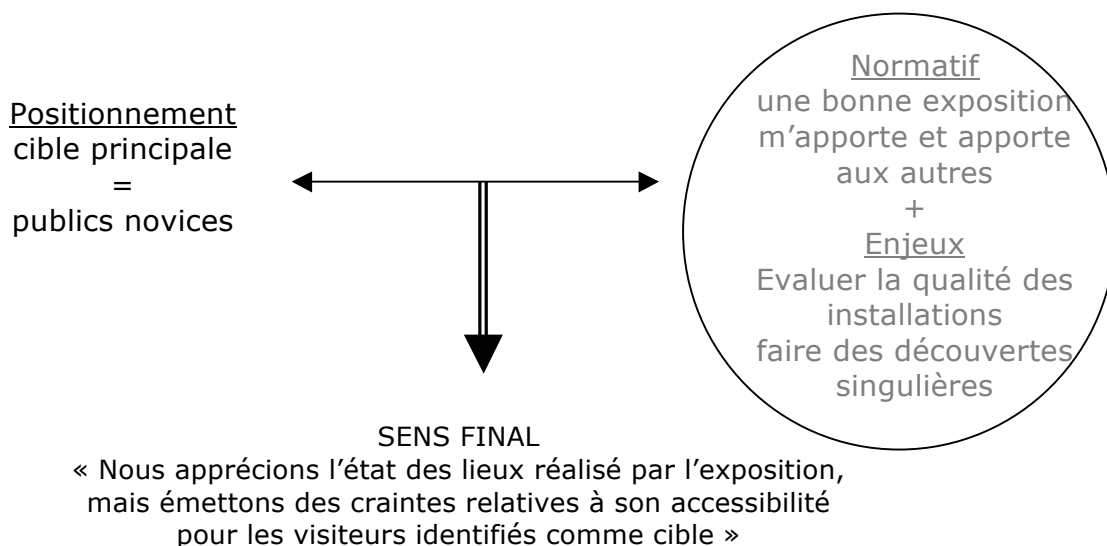 Positionnement
cible principale
=
publics novices
Normatif
une bonne exposition
m’apporte et apporte
aux autres
+
Enjeux
Evaluer la qualité des
installations
faire des découvertes
singulières
SENS FINAL
« Nous apprécions l’état des lieux réalisé par l’exposition,
mais émettons des craintes relatives à son accessibilité
pour les visiteurs identifiés comme cible »